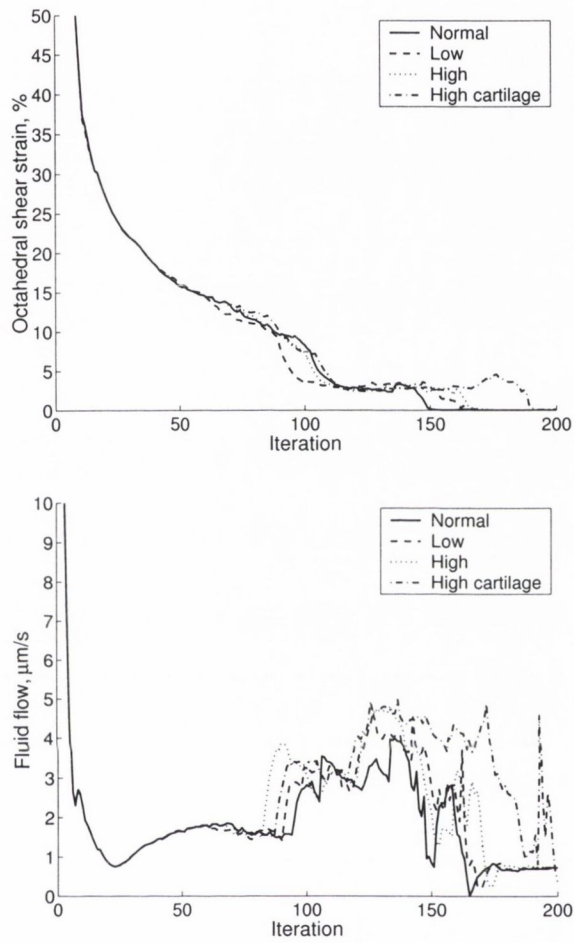 50
45
40
35
30
25
20
15
10
5
0
Octahedral shear strain, %
Normal
Low
High
High cartilage
0 50 100 150 200
Iteration
10
9
8
7
6
5
4
3
2
1
0
Fluid flow, μm/s
Normal
Low
High
High cartilage
0 50 100 150 200
Iteration